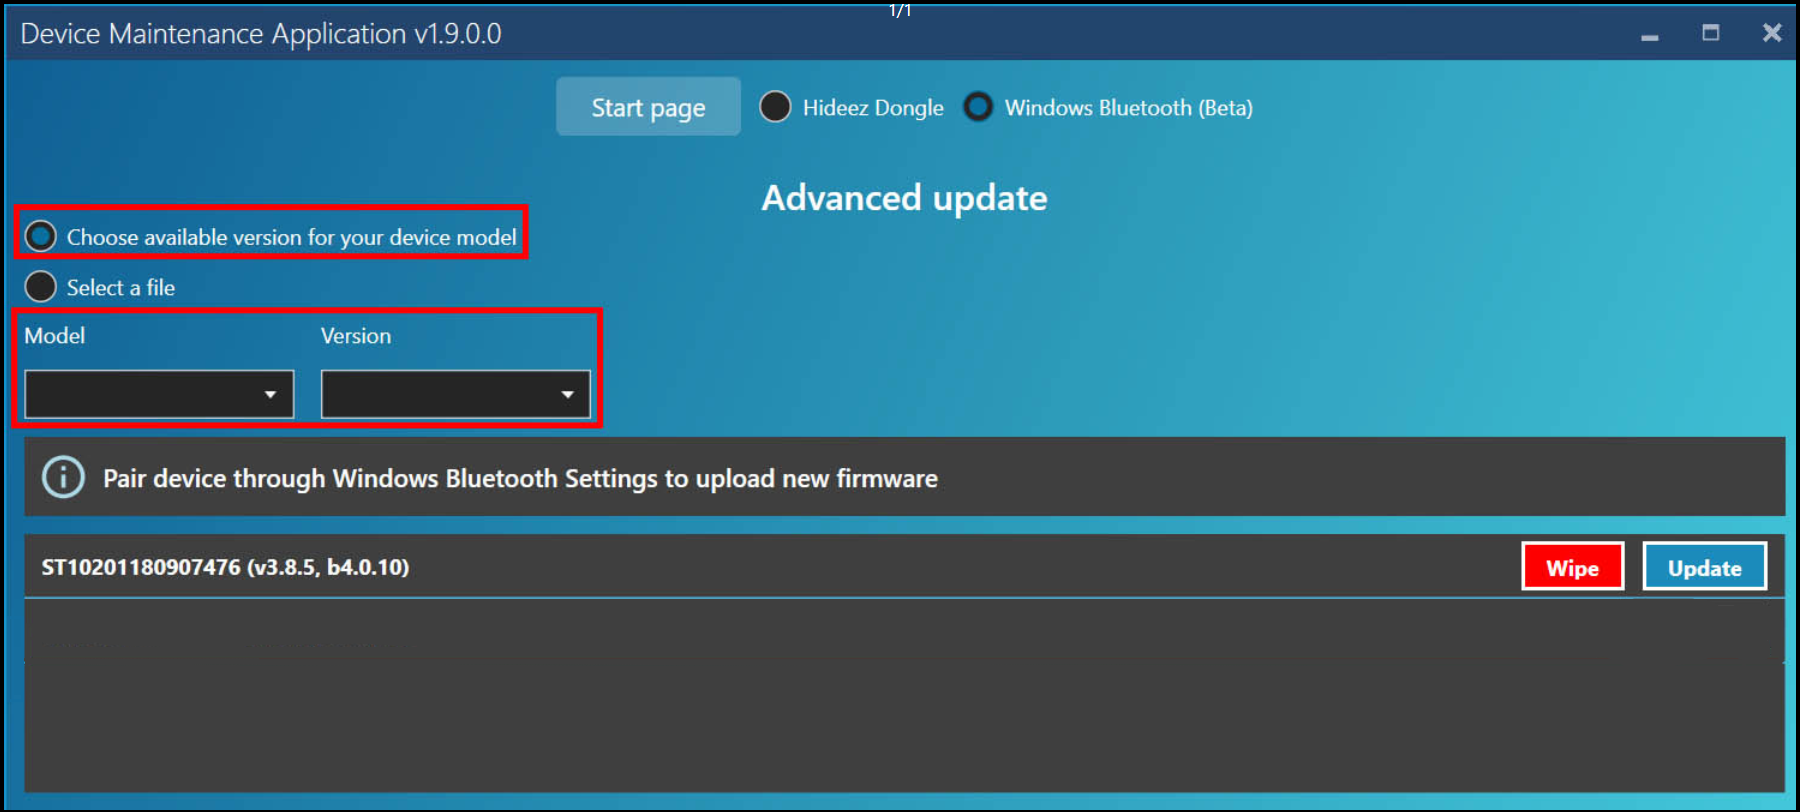 1/1
Device Maintenance Application v1.9.0.0
Start page Hideez Dongle Windows Bluetooth (Beta)
Advanced update
Choose available version for your device model
Select a file
Model Version
Pair device through Windows Bluetooth Settings to upload new firmware
ST10201180907476 (v3.8.5, b4.0.10) Wipe Update